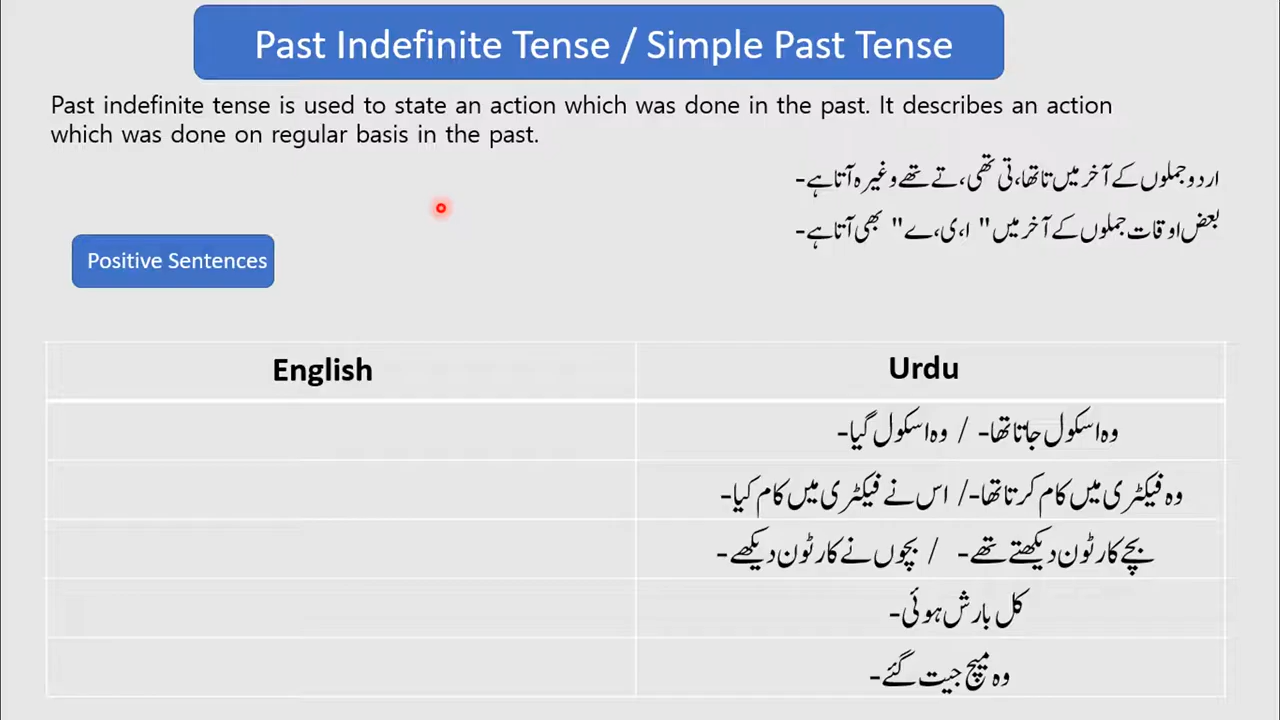 Past Indefinite Tense / Simple Past Tense
Past indefinite tense is used to state an action which was done in the past. It describes an action
which was done on regular basis in the past.
اردو جملوں کے آخر میں تا تھا، تی تھی، تے تھے وغیرہ آتا ہے-
بعض اوقات جملوں کے آخر میں " ا، ی، ے " بھی آتا ہے-
Positive Sentences
English
Urdu
وہ اسکول جاتا تھا- / وہ اسکول گیا-
وہ فیکٹری میں کام کرتا تھا- / اس نے فیکٹری میں کام کیا-
بچے کارٹون دیکھتے تھے- / بچوں نے کارٹون دیکھے-
کل بارش ہوئی-
وہ میچ جیت گئے-